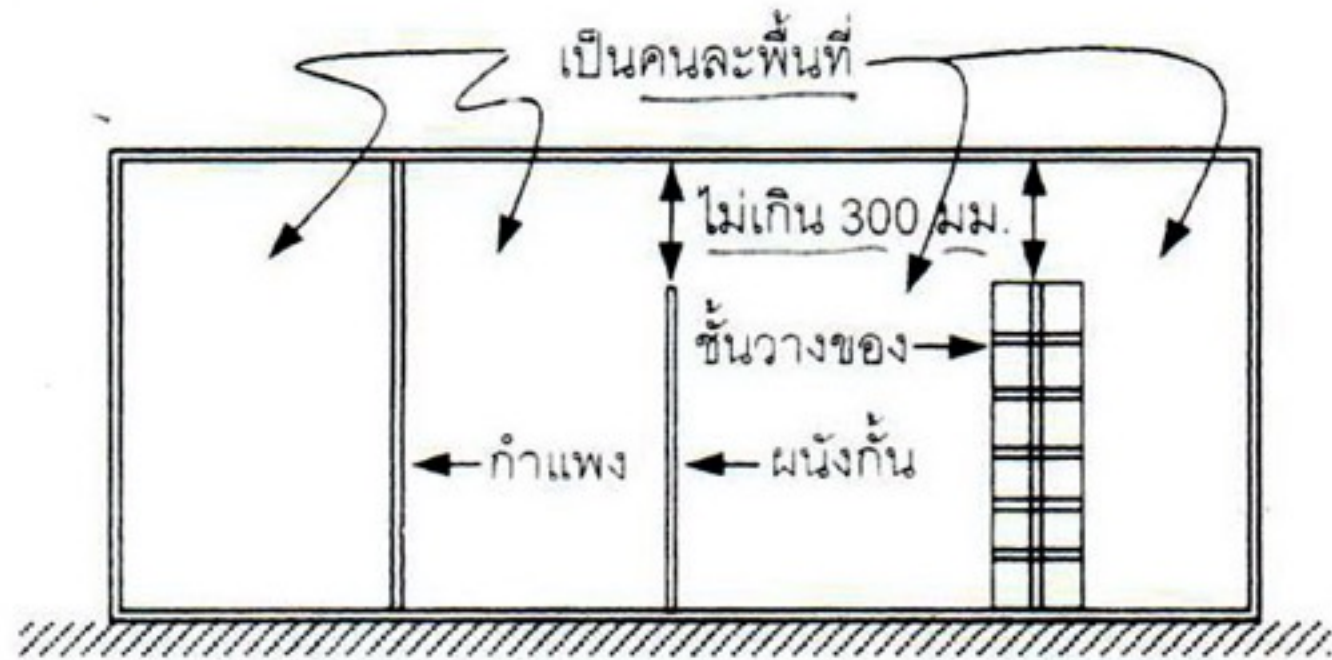 เป็นคนละพื้นที่
ไม่เกิน 300 มม.
ชั้นวางของ
กำแพง
ผนังกั้น